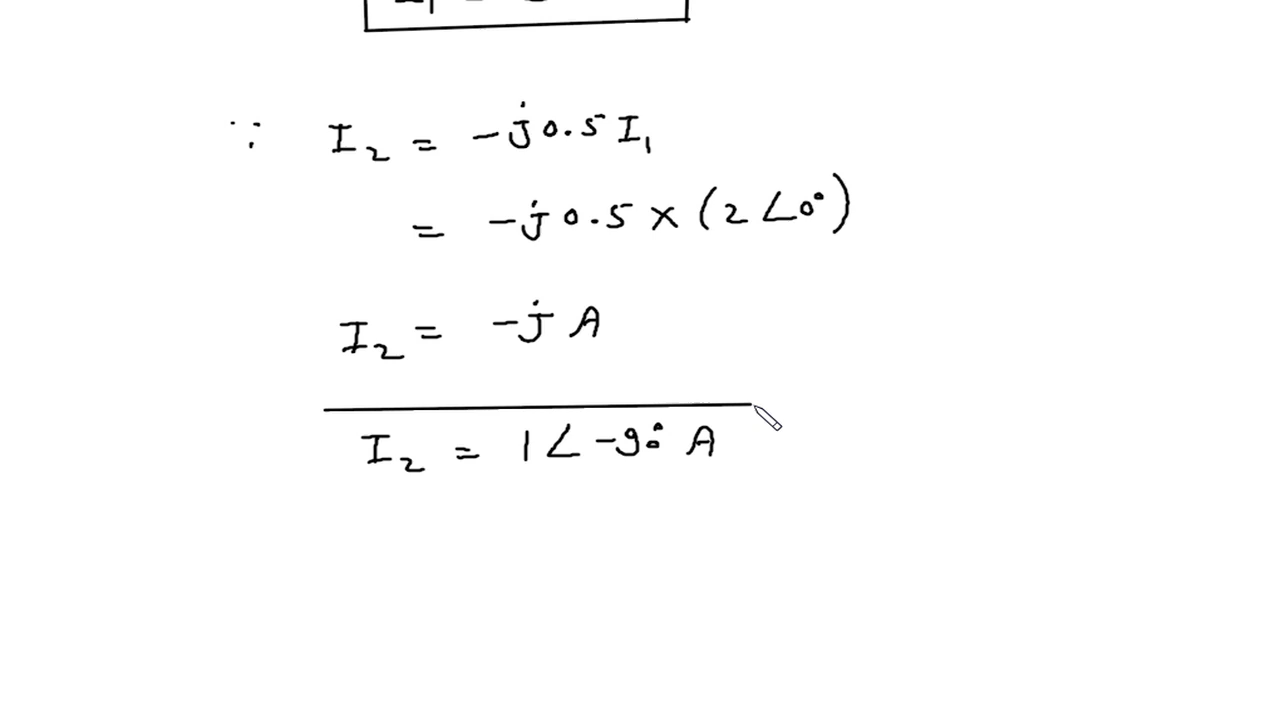 ∵ I₂ = -j0.5 I₁
= -j0.5 × (2∠0°)
I₂ = -j A
I₂ = 1∠-90° A